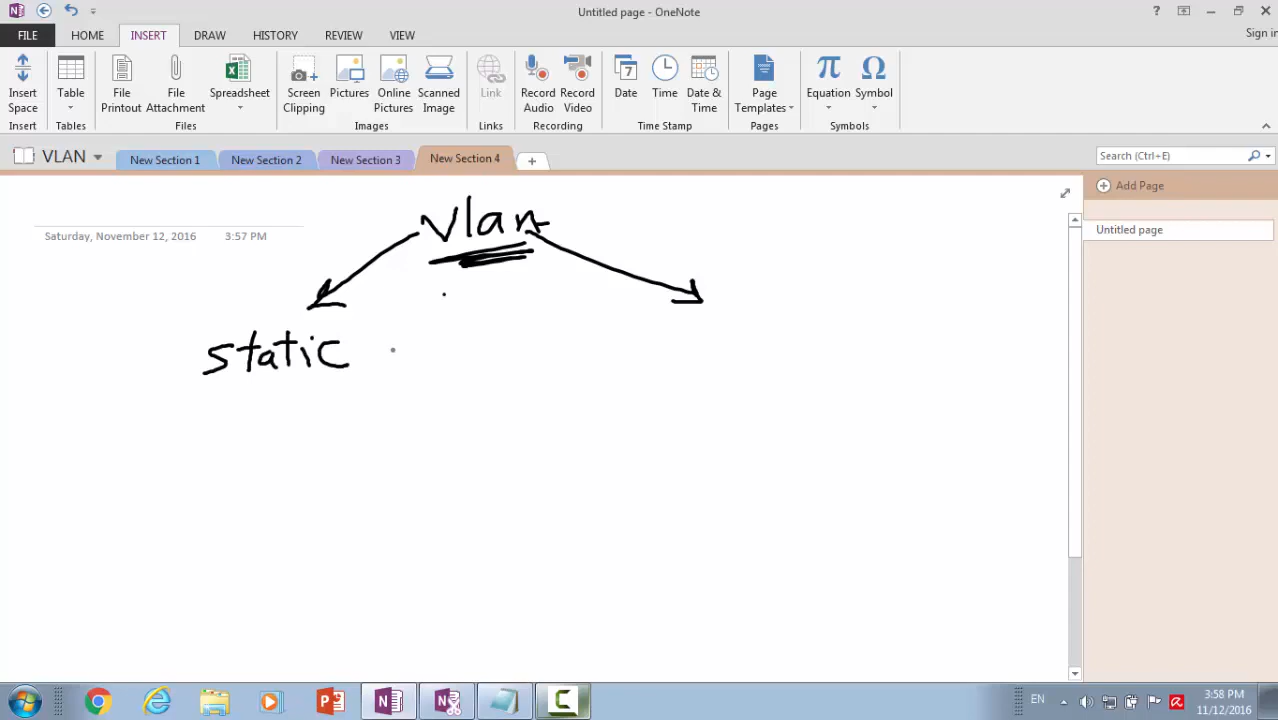 Untitled page - OneNote
?
FILE HOME INSERT DRAW HISTORY REVIEW VIEW
Sign in
Insert Space Table File Printout File Attachment Spreadsheet Screen Clipping Pictures Online Pictures Scanned Image Link Record Audio Record Video Date Time Date & Time Page Templates π Equation Ω Symbol
Insert Tables Files Images Links Recording Time Stamp Pages Symbols
VLAN New Section 1 New Section 2 New Section 3 New Section 4 +
Search (Ctrl+E)
Add Page
Untitled page
Saturday, November 12, 2016 3:57 PM
vlan
static
EN
3:58 PM
11/12/2016